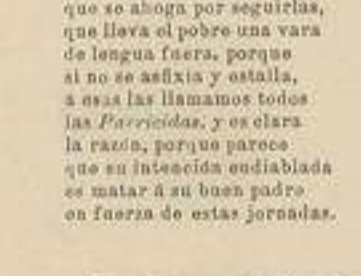 que se ahoga por seguirlas,
que lleva el pobre una vara
de lengua fuera, porque
si no se asfixia y estalla,
á esas las llamamos todos
las Parricidas, y es clara
la razón, porque parece
que su intención endiablada
es matar á su buen padre
en fuerza de estas jornadas.